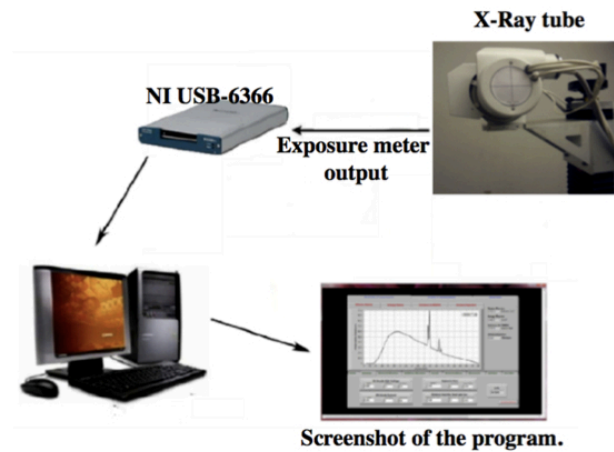 X-Ray tube
NI USB-6366
Exposure meter
output
Screenshot of the program.